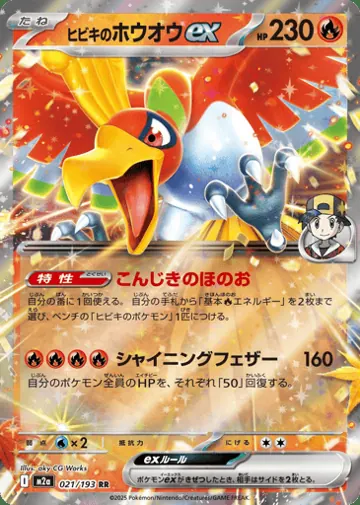 たね ヒビキのホウオウex HP 230
特性 こんじきのほのお
自分の番に1回使える。自分の手札から「基本炎エネルギー」を2枚まで
選び、ベンチの「ヒビキのポケモン」1匹につける。
シャイニングフェザー 160
自分のポケモン全員のHPを、それぞれ「50」回復する。
弱点 ×2 抵抗力 にげる
Illus. aky CG Works
exルール
ポケモンexがきぜつしたとき、相手はサイドを2枚とる。
I m2a 021/193 RR
©2025 Pokémon/Nintendo/Creatures/GAME FREAK.